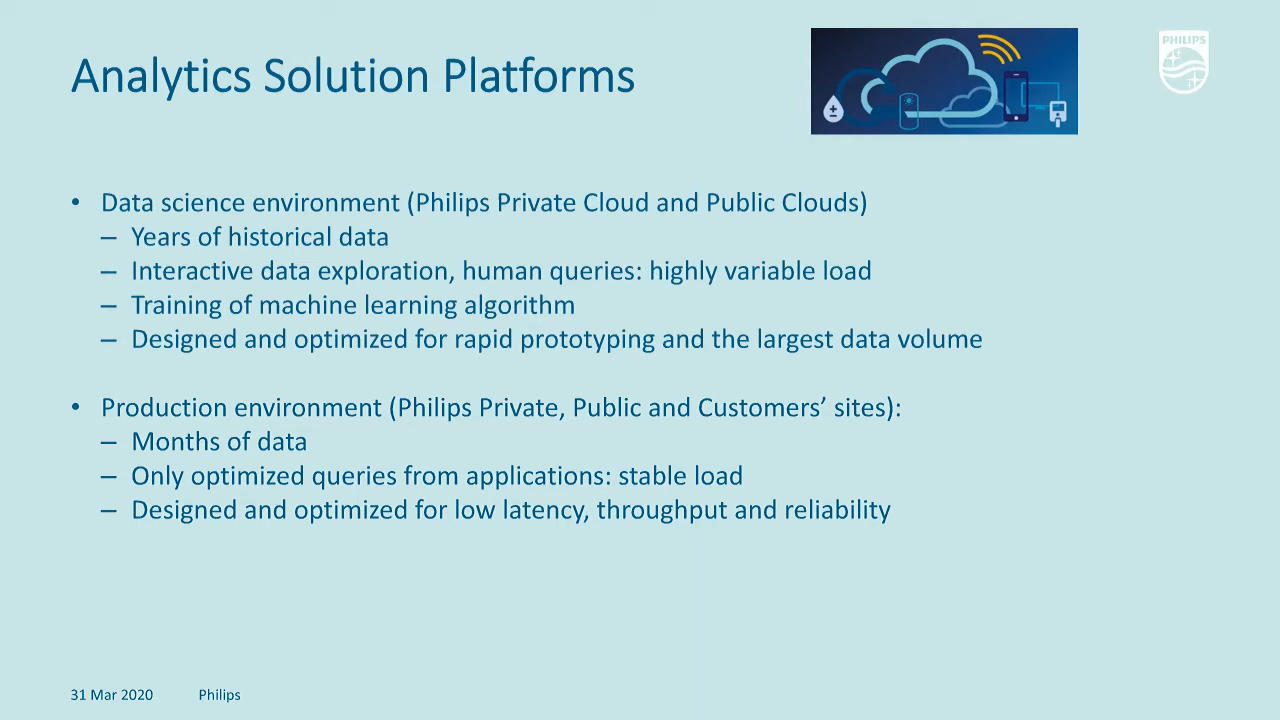 Analytics Solution Platforms
PHILIPS
• Data science environment (Philips Private Cloud and Public Clouds)
– Years of historical data
– Interactive data exploration, human queries: highly variable load
– Training of machine learning algorithm
– Designed and optimized for rapid prototyping and the largest data volume
• Production environment (Philips Private, Public and Customers’ sites):
– Months of data
– Only optimized queries from applications: stable load
– Designed and optimized for low latency, throughput and reliability
31 Mar 2020 Philips